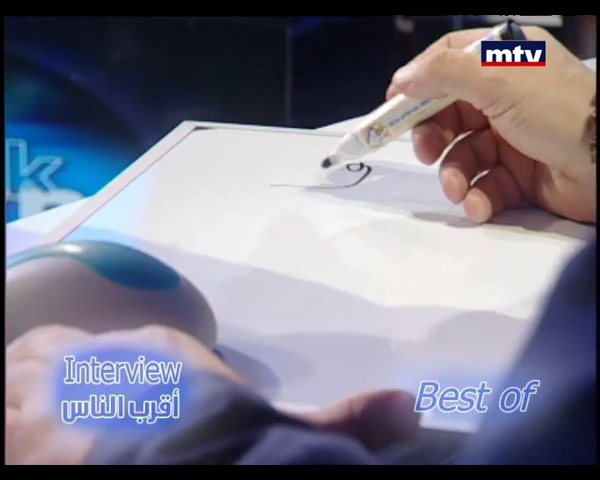 mtv
k
و
Interview
أقرب الناس
Best of